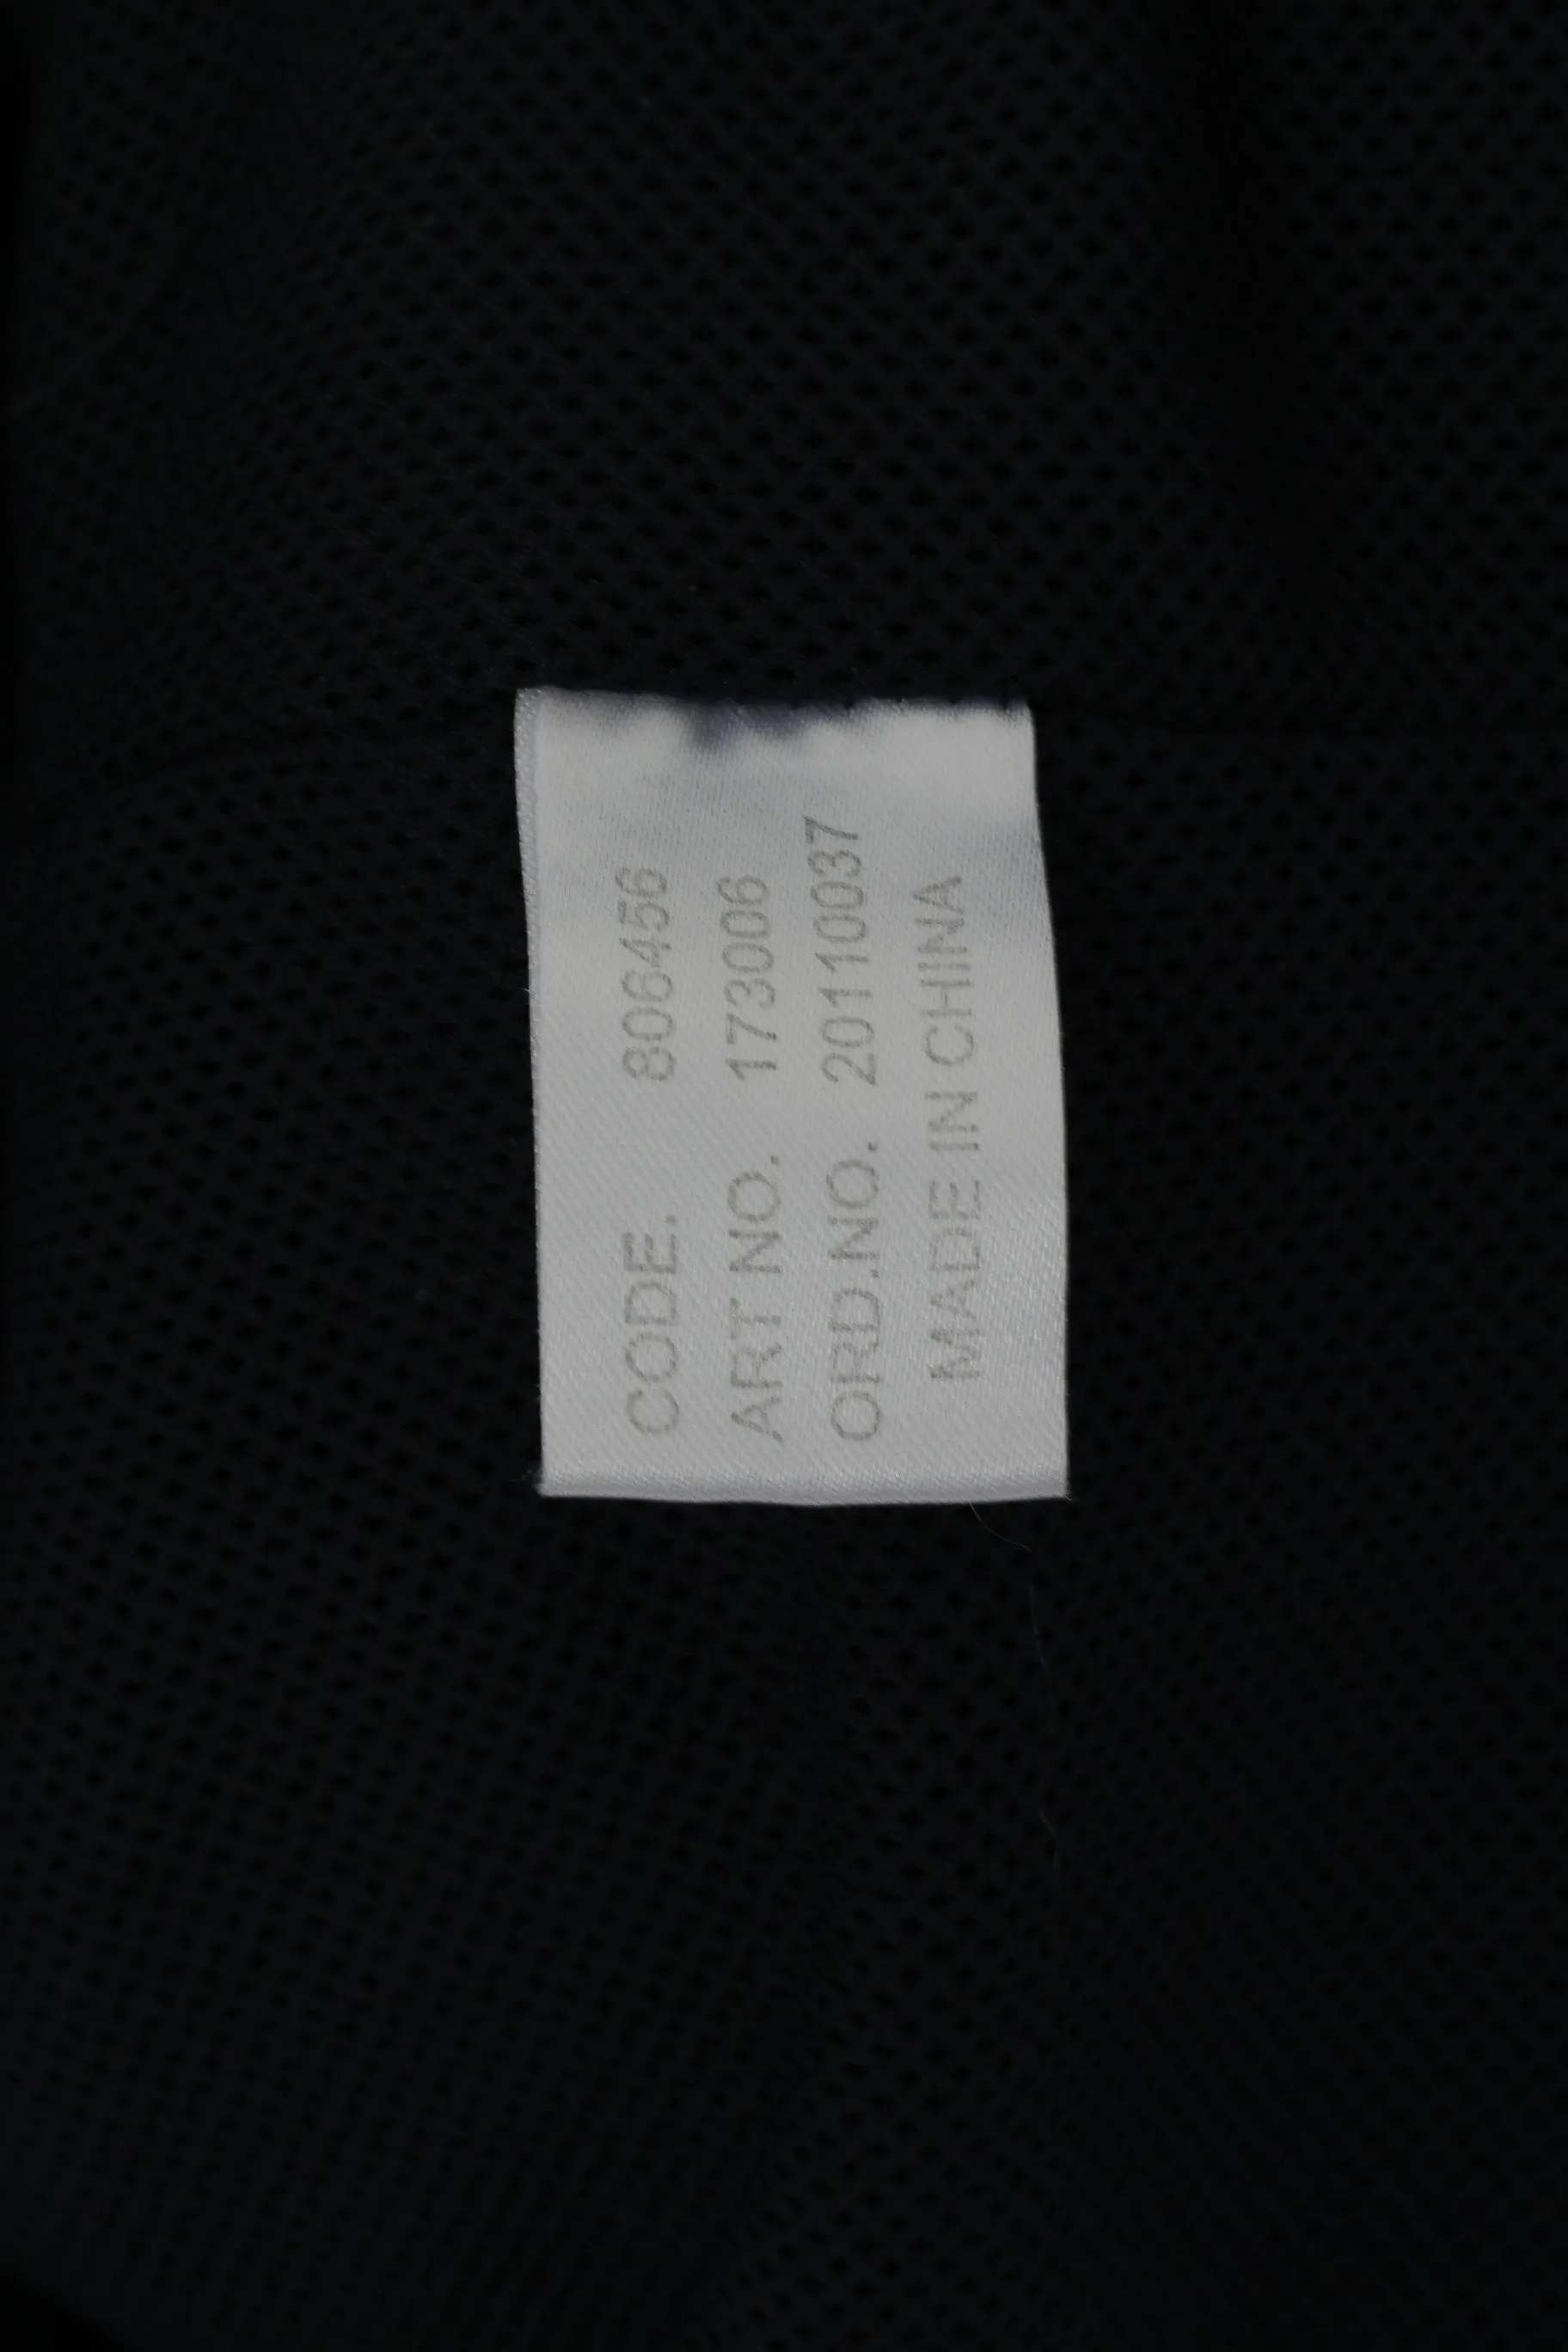 CODE. 806456
ART NO. 173006
ORD.NO. 20110037
MADE IN CHINA